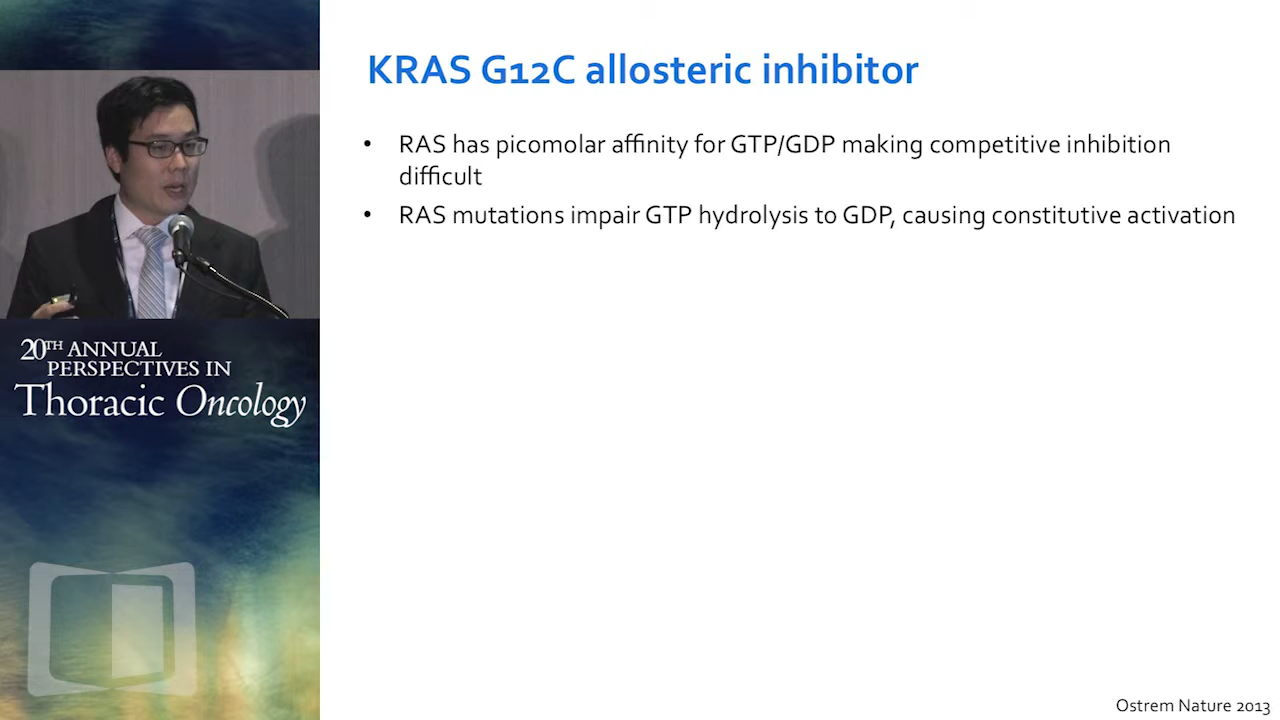 KRAS G12C allosteric inhibitor
• RAS has picomolar affinity for GTP/GDP making competitive inhibition
difficult
• RAS mutations impair GTP hydrolysis to GDP, causing constitutive activation
20TH ANNUAL
PERSPECTIVES IN
Thoracic Oncology
Ostrem Nature 2013